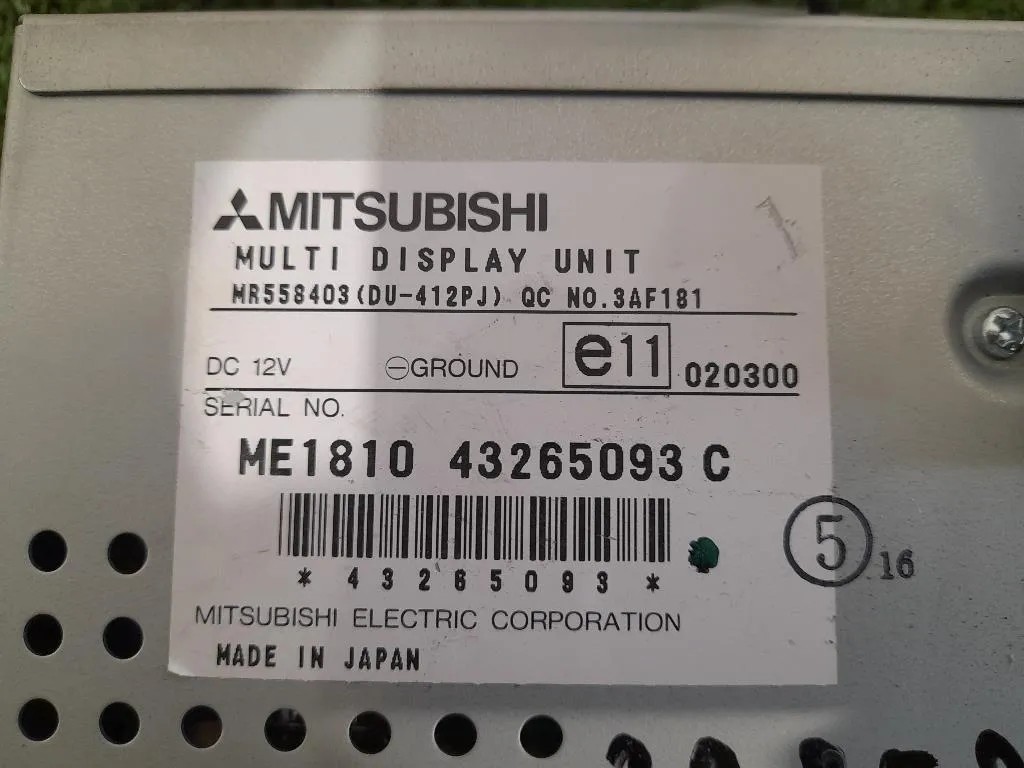 MITSUBISHI
MULTI DISPLAY UNIT
MR558403(DU-412PJ) QC NO.3AF181
DC 12V ⊖GROUND e11 020300
SERIAL NO.
ME1810 43265093C
*43265093*
MITSUBISHI ELECTRIC CORPORATION
MADE IN JAPAN
5 16